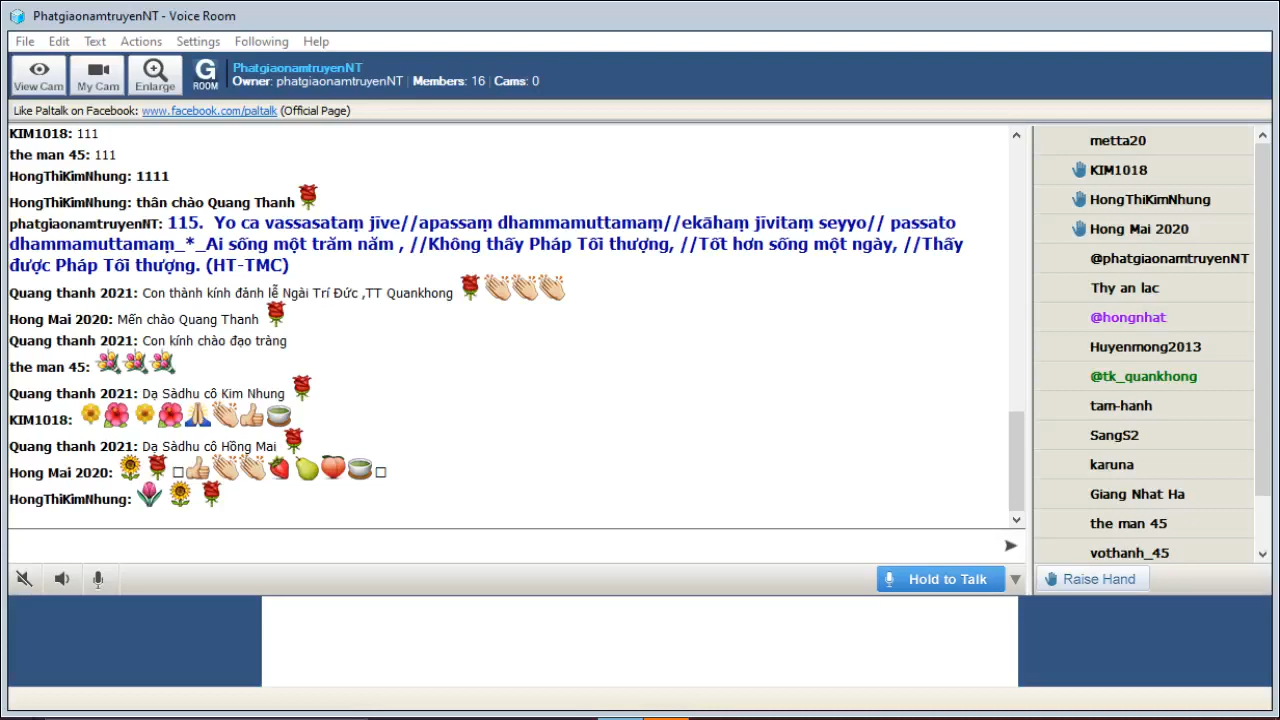 PhatgiaonamtruyenNT - Voice Room
File Edit Text Actions Settings Following Help
View Cam My Cam Enlarge G ROOM
PhatgiaonamtruyenNT
Owner: phatgiaonamtruyenNT | Members: 16 | Cams: 0
Like Paltalk on Facebook: www.facebook.com/paltalk (Official Page)
KIM1018: 111
the man 45: 111
HongThiKimNhung: 1111
HongThiKimNhung: thân chào Quang Thanh
phatgiaonamtruyenNT: 115. Yo ca vassasataṃ jīve//apassaṃ dhammamuttamaṃ//ekāhaṃ jīvitaṃ seyyo// passato
dhammamuttamaṃ_*_Ai sống một trăm năm , //Không thấy Pháp Tối thượng, //Tốt hơn sống một ngày, //Thấy
được Pháp Tối thượng. (HT-TMC)
Quang thanh 2021: Con thành kính đảnh lễ Ngài Trí Đức ,TT Quankhong
Hong Mai 2020: Mến chào Quang Thanh
Quang thanh 2021: Con kính chào đạo tràng
the man 45:
Quang thanh 2021: Dạ Sàdhu cô Kim Nhung
KIM1018:
Quang thanh 2021: Dạ Sàdhu cô Hồng Mai
Hong Mai 2020:
HongThiKimNhung:
metta20
KIM1018
HongThiKimNhung
Hong Mai 2020
@phatgiaonamtruyenNT
Thy an lac
@hongnhat
Huyenmong2013
@tk_quankhong
tam-hanh
SangS2
karuna
Giang Nhat Ha
the man 45
vothanh_45
Hold to Talk
Raise Hand